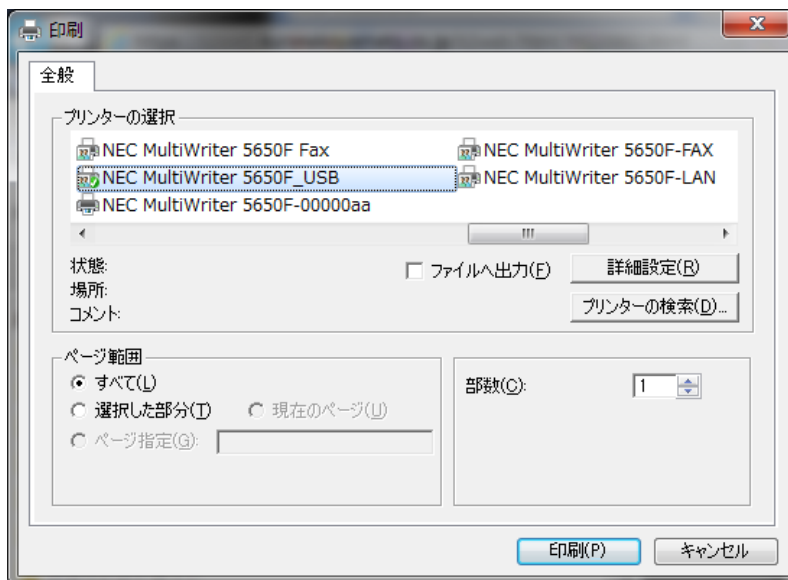 印刷
全般
プリンターの選択
NEC MultiWriter 5650F Fax
NEC MultiWriter 5650F-FAX
NEC MultiWriter 5650F_USB
NEC MultiWriter 5650F-LAN
NEC MultiWriter 5650F-00000aa
状態:
ファイルへ出力(F)
詳細設定(R)
場所:
コメント:
プリンターの検索(D)...
ページ範囲
すべて(L)
部数(C):
1
選択した部分(T)
現在のページ(U)
ページ指定(G):
印刷(P)
キャンセル